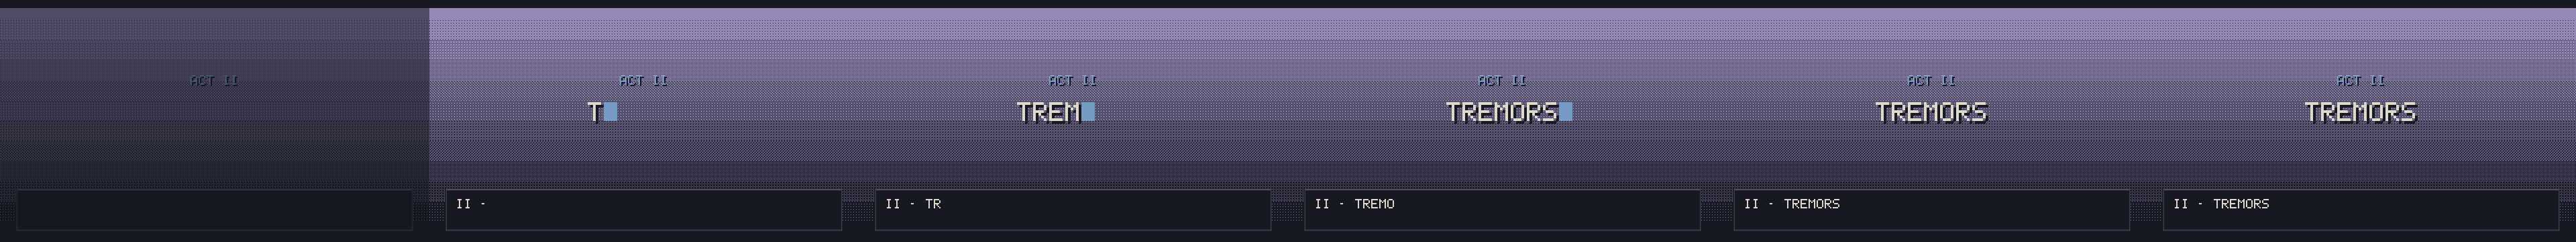 ACT II
ACT II
T
II -
ACT II
TREM
II - TR
ACT II
TREMORS
II - TREMO
ACT II
TREMORS
II - TREMORS
ACT II
TREMORS
II - TREMORS